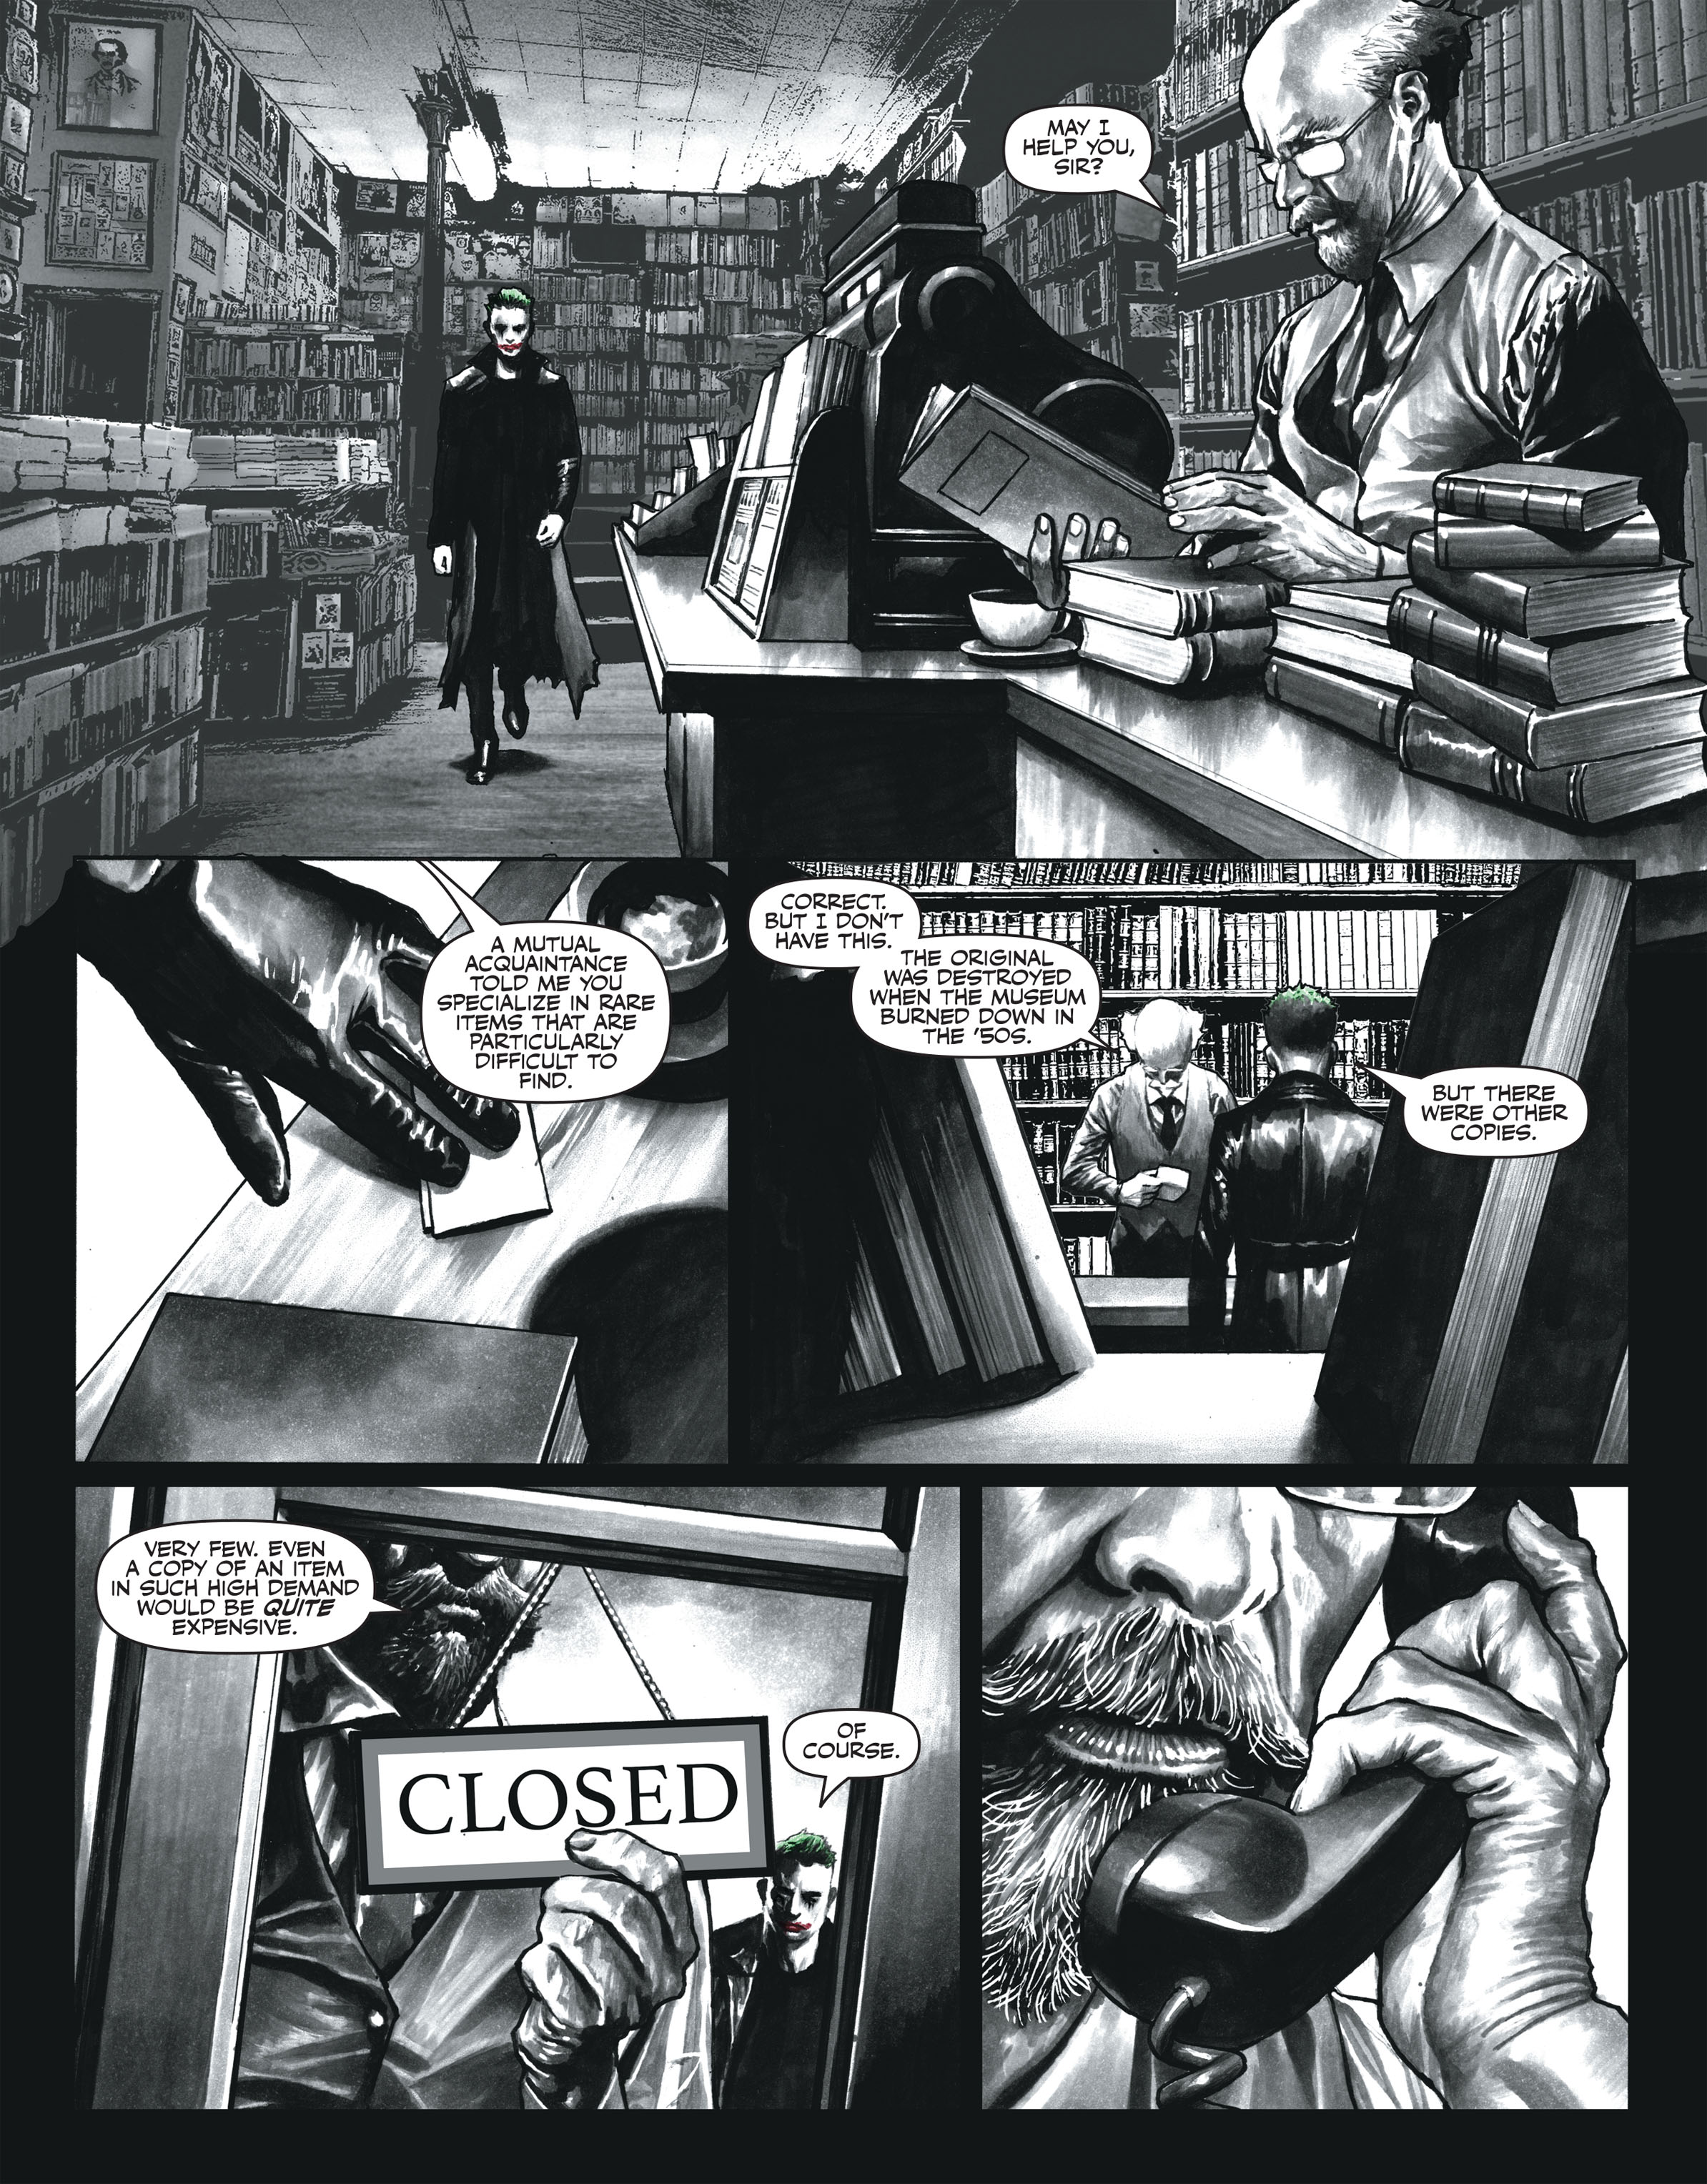 MAY I
HELP YOU,
SIR?
A MUTUAL
ACQUAINTANCE
TOLD ME YOU
SPECIALIZE IN RARE
ITEMS THAT ARE
PARTICULARLY
DIFFICULT TO
FIND.
CORRECT.
BUT I DON'T
HAVE THIS.
THE ORIGINAL
WAS DESTROYED
WHEN THE MUSEUM
BURNED DOWN IN
THE '50S.
BUT THERE
WERE OTHER
COPIES.
VERY FEW. EVEN
A COPY OF AN ITEM
IN SUCH HIGH DEMAND
WOULD BE QUITE
EXPENSIVE.
OF
COURSE.
CLOSED